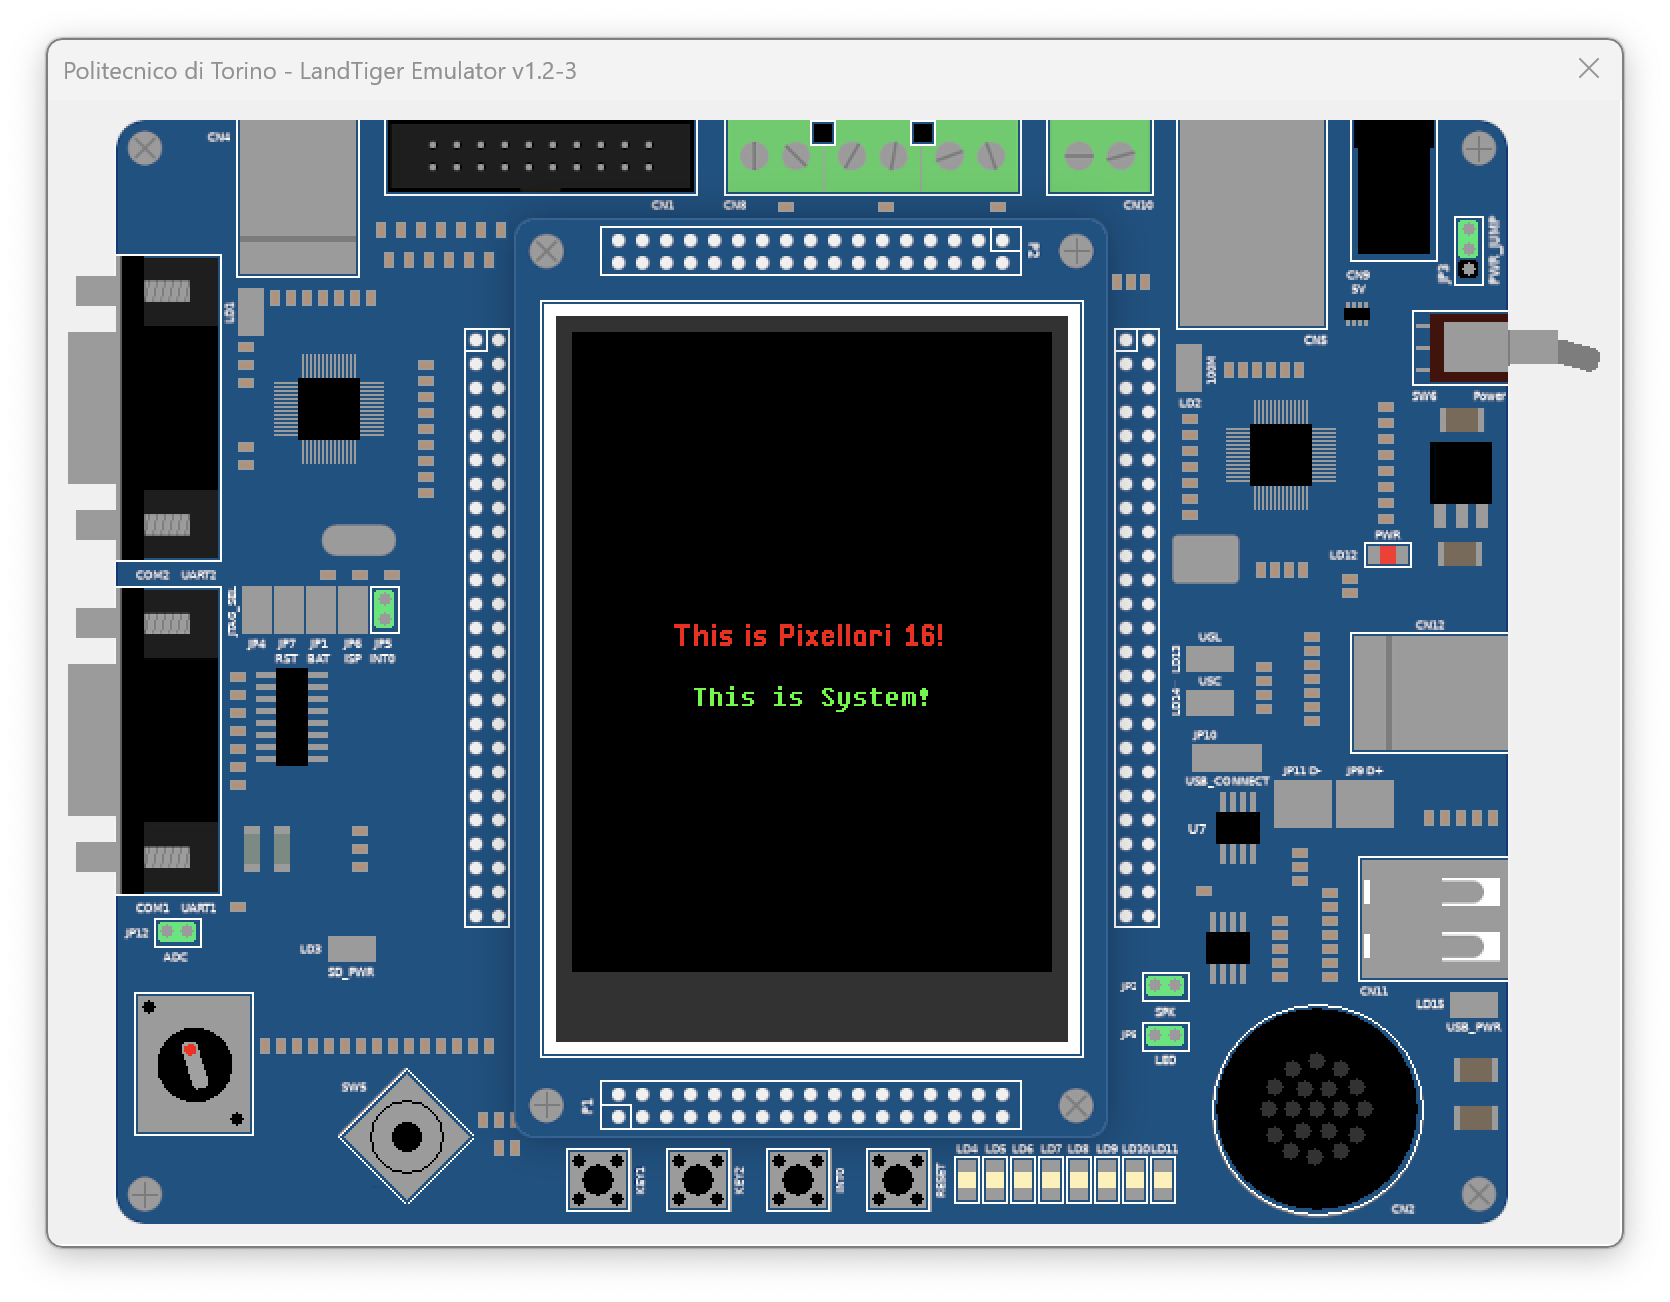 Politecnico di Torino - LandTiger Emulator v1.2-3
CN4
CN1
CN8
CN10
P2
JP3
PWR_JUMP
CN9
5V
LD1
CN5
100M
LD2
SW6 Power
PWR
LD12
COM2 UART2
JTAG_SEL
JP4 JP7 JP1 JP6 JP5
RST BAT ISP INT0
This is Pixellari 16!
This is System!
CN12
UGL
LD13
USC
LD14
JP10
USB_CONNECT
JP11 D- JP9 D+
U7
COM1 UART1
JP12
ADC
LD3
SD_PWR
JP2
SPK
LED
CN11
LD15
USB_PWR
SW5
P1
KEY1
KEY2
INT0
RESET
LD4 LD5 LD6 LD7 LD8 LD9 LD10 LD11
CN2